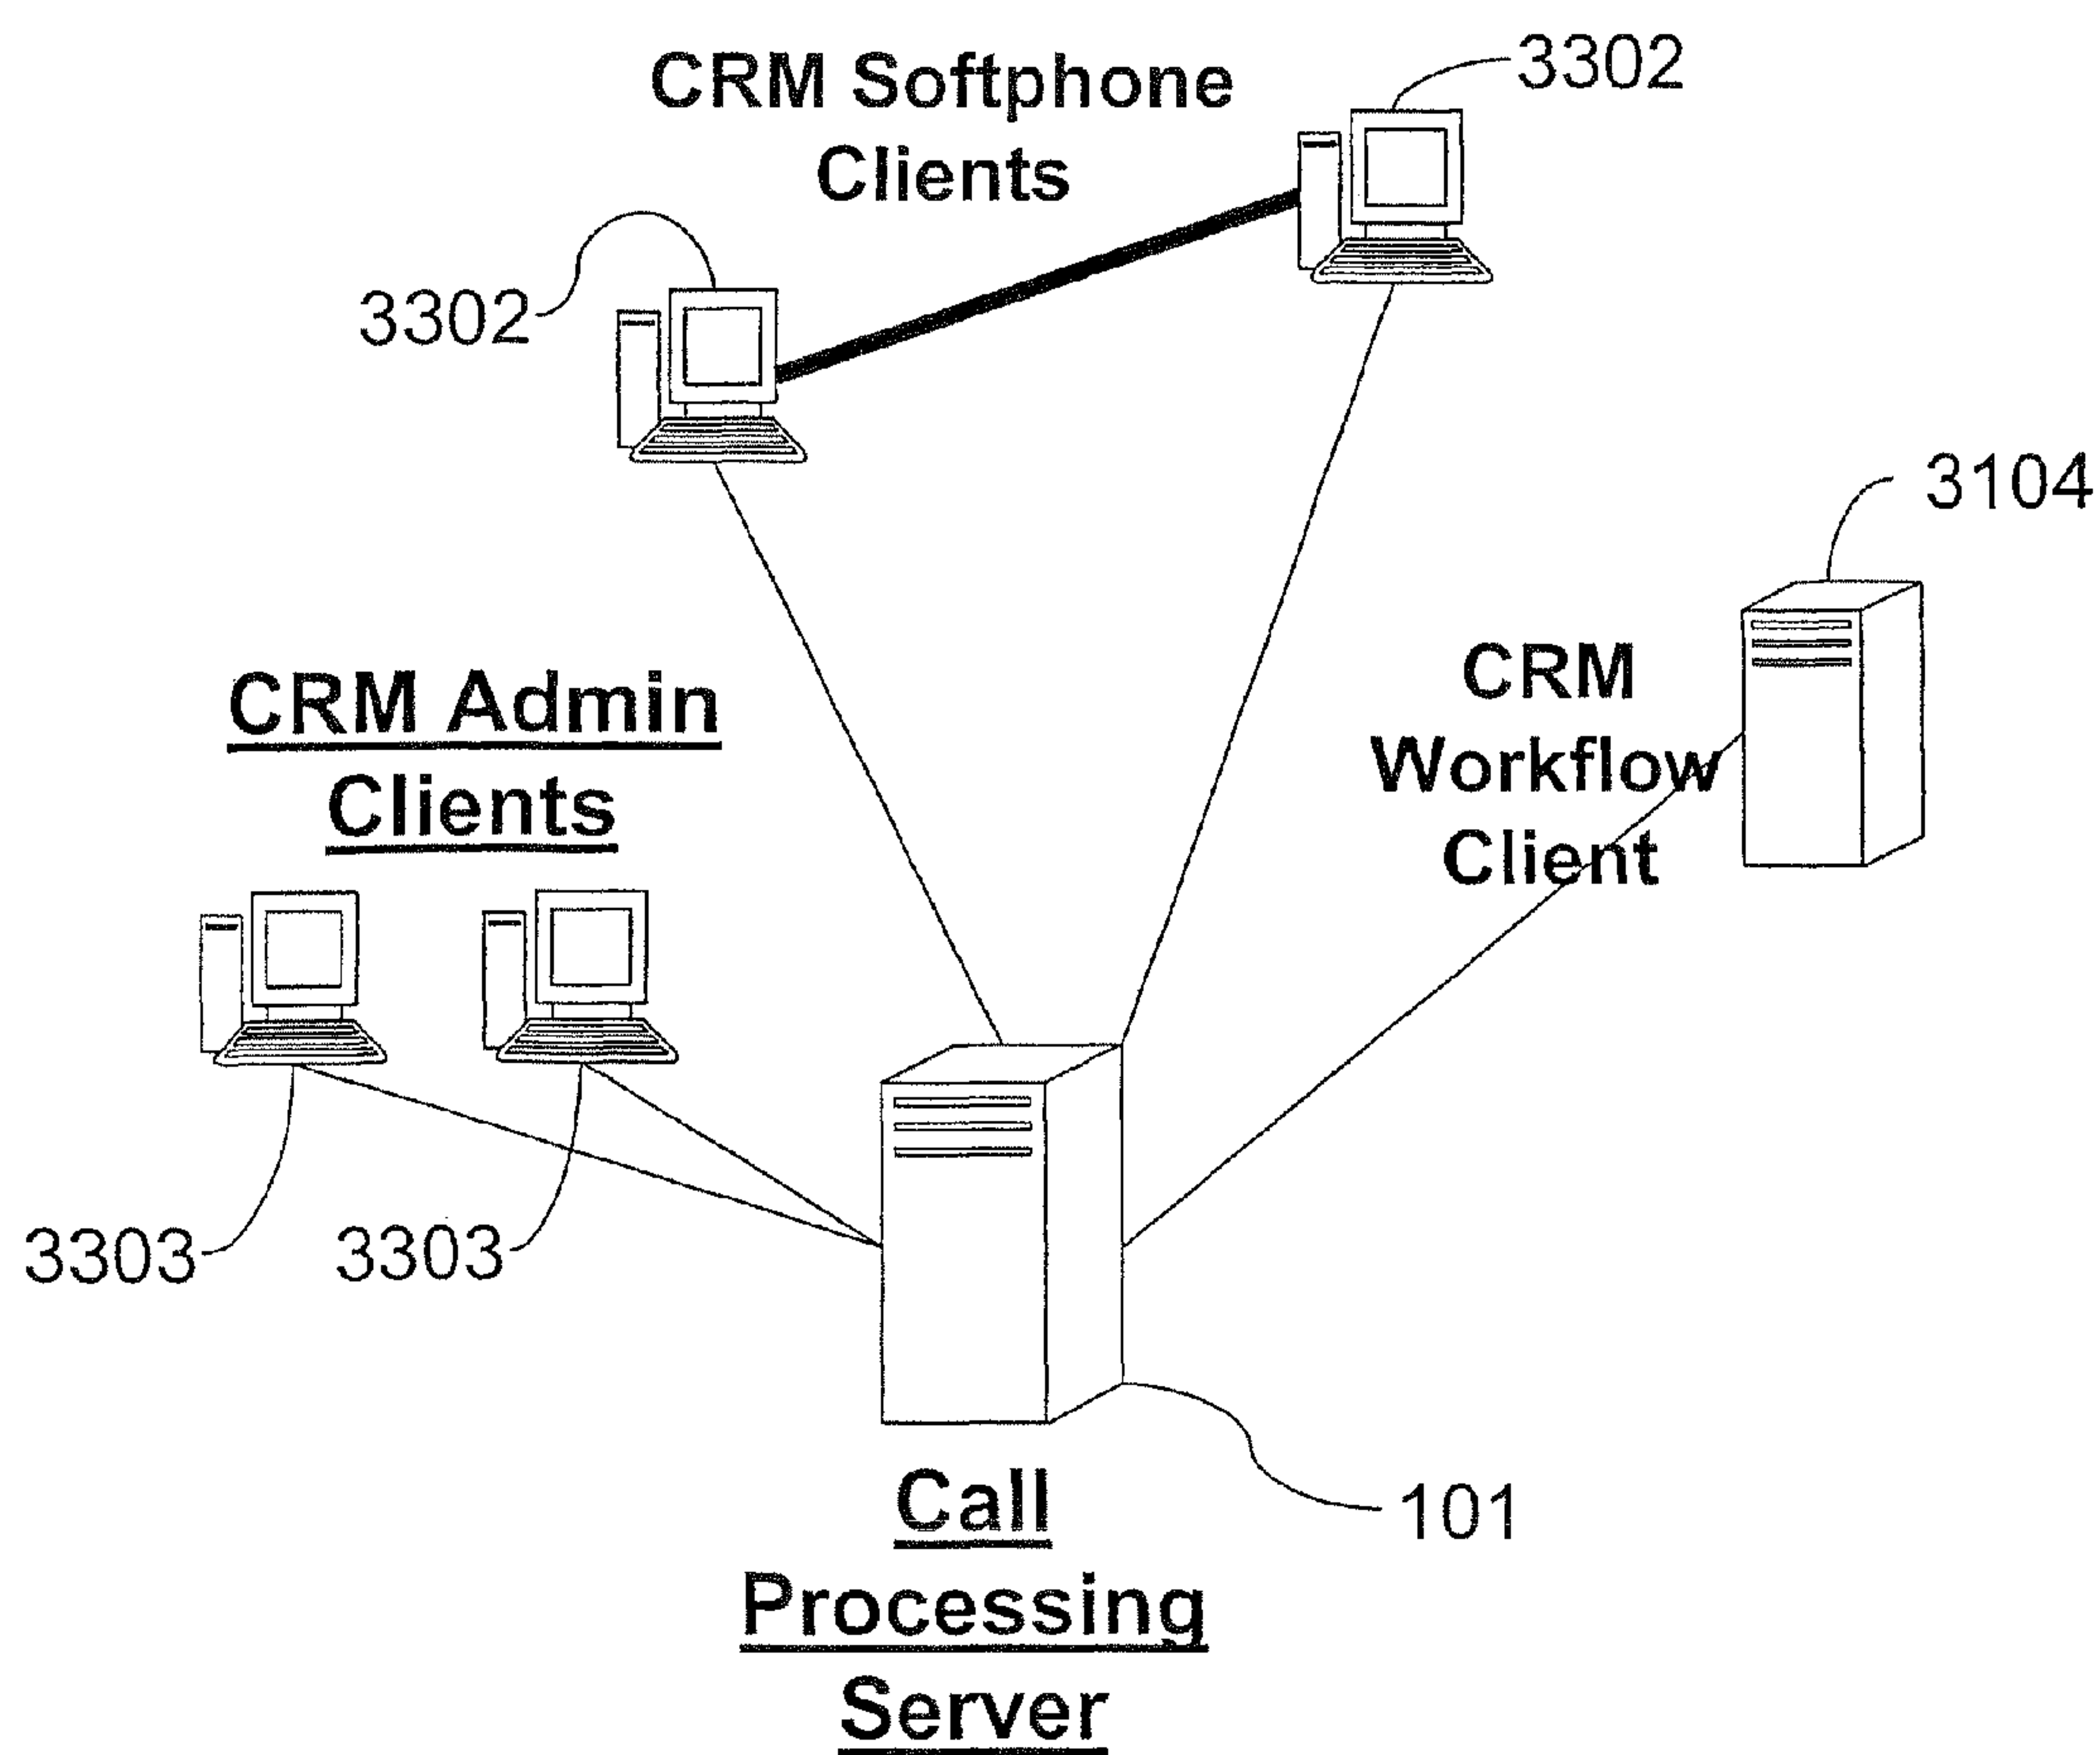 CRM Softphone
Clients
3302
3302
3104
CRM Admin
Clients
CRM
Workflow
Client
3303
3303
101
Call
Processing
Server